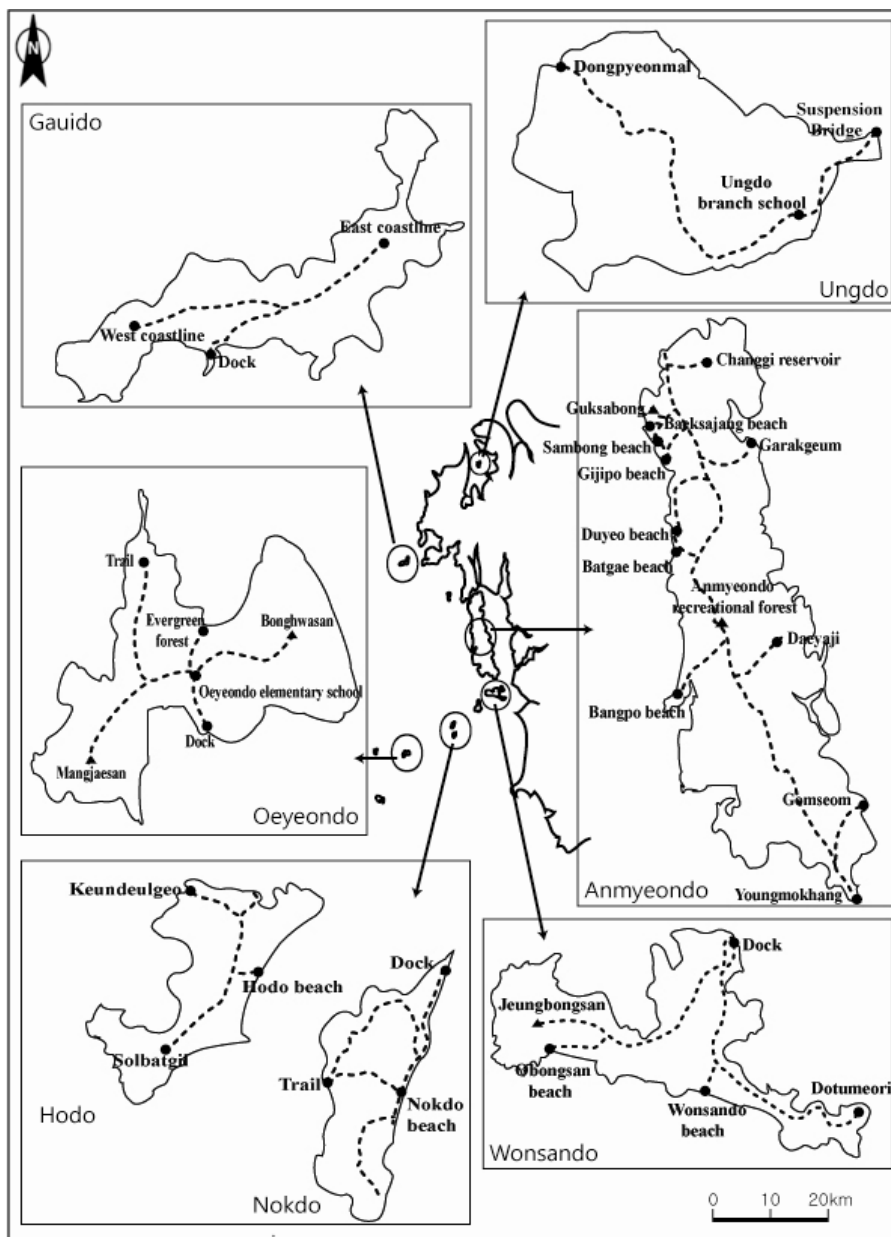 N
Gauido
East coastline
West coastline
Dock
Dongpyeonmal
Suspension
Bridge
Ungdo
branch school
Ungdo
Changgi reservoir
Guksabong
Baeksajang beach
Sambong beach
Garakgeum
Gijipo beach
Duyeo beach
Batgae beach
Anmyeondo
recreational forest
Daeyaji
Bangpo beach
Gomseom
Youngmokhang
Anmyeondo
Trail
Evergreen
forest
Bonghwasan
Oeyeondo elementary school
Dock
Mangjaesan
Oeyeondo
Keundeulgeo
Hodo beach
Solbatgil
Hodo
Dock
Trail
Nokdo
beach
Nokdo
Dock
Jeungbongsan
Obongsan
beach
Wonsando
beach
Dotumeori
Wonsando
0 10 20km